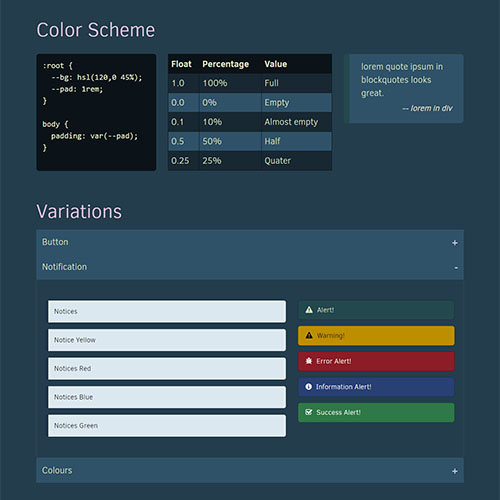 Color Scheme
:root {
--bg: hsl(120,0 45%);
--pad: 1rem;
}
body {
padding: var(--pad);
}
Float Percentage Value
1.0 100% Full
0.0 0% Empty
0.1 10% Almost empty
0.5 50% Half
0.25 25% Quater
lorem quote ipsum in
blockquotes looks
great.
-- lorem in div
Variations
Button +
Notification -
Notices
Notice Yellow
Notices Red
Notices Blue
Notices Green
Alert!
Warning!
Error Alert!
Information Alert!
Success Alert!
Colours +